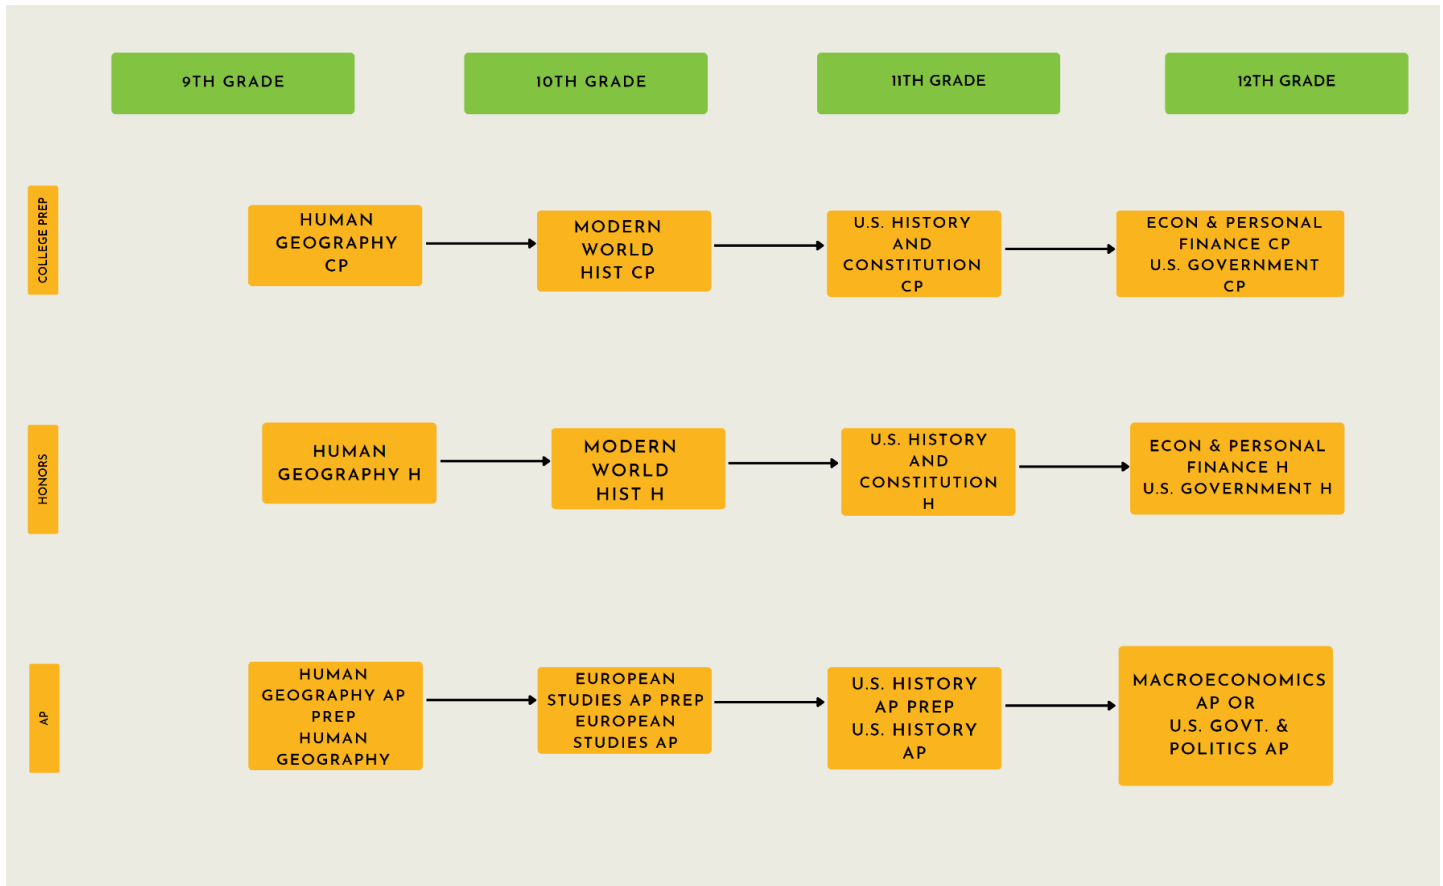 9TH GRADE
10TH GRADE
11TH GRADE
12TH GRADE
COLLEGE PREP
HUMAN
GEOGRAPHY
CP
MODERN
WORLD
HIST CP
U.S. HISTORY
AND
CONSTITUTION
CP
ECON & PERSONAL
FINANCE CP
U.S. GOVERNMENT
CP
HONORS
HUMAN
GEOGRAPHY H
MODERN
WORLD
HIST H
U.S. HISTORY
AND
CONSTITUTION
H
ECON & PERSONAL
FINANCE H
U.S. GOVERNMENT H
AP
HUMAN
GEOGRAPHY AP
PREP
HUMAN
GEOGRAPHY
EUROPEAN
STUDIES AP PREP
EUROPEAN
STUDIES AP
U.S. HISTORY
AP PREP
U.S. HISTORY
AP
MACROECONOMICS
AP OR
U.S. GOVT. &
POLITICS AP